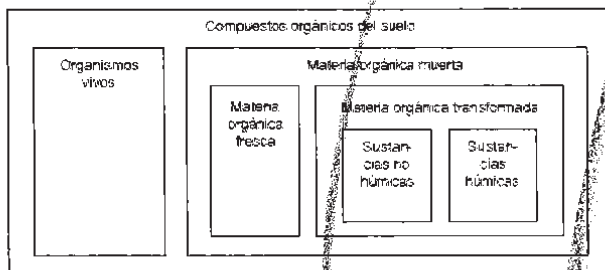 Compuestos orgánicos del suelo
Organismos
vivos
Materia orgánica muerta
Materia
orgánica
fresca
Materia orgánica transformada
Sustan-
cias no
húmicas
Sustan-
cias
húmicas